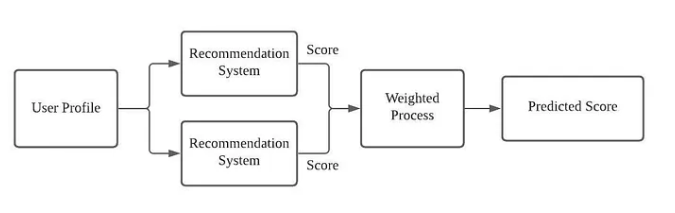 User Profile
Recommendation
System
Score
Recommendation
System
Score
Weighted
Process
Predicted Score